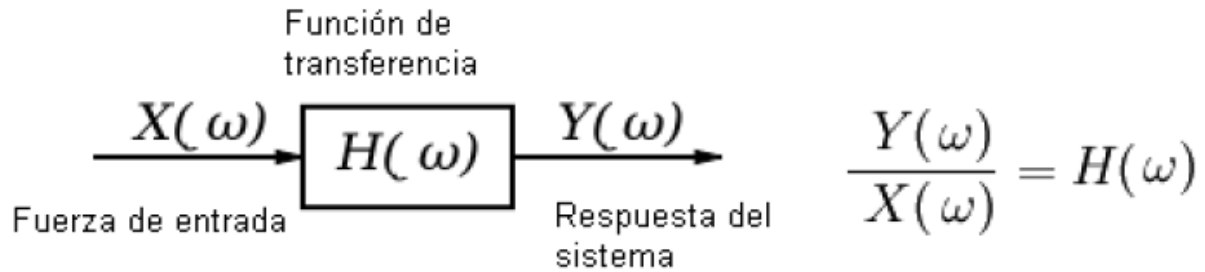 Función de
transferencia
X(ω)
H(ω)
Y(ω)
Fuerza de entrada
Respuesta del
sistema
Y(ω)
X(ω)
= H(ω)